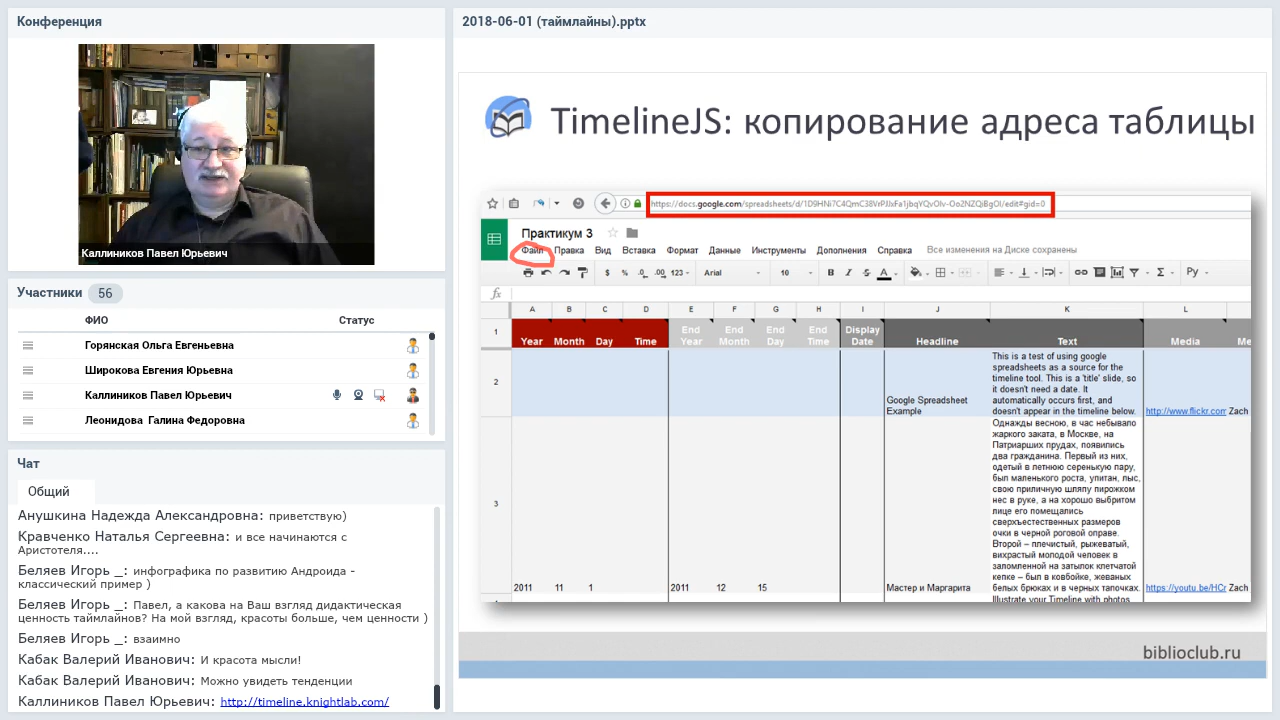 Конференция
Каллиников Павел Юрьевич
Участники 56
ФИО Статус
Горянская Ольга Евгеньевна
Широкова Евгения Юрьевна
Каллиников Павел Юрьевич
Леонидова Галина Федоровна
Чат
Общий
Анушкина Надежда Александровна: приветствую)
Кравченко Наталья Сергеевна: и все начинаются с
Аристотеля....
Беляев Игорь _: инфографика по развитию Андроида -
классический пример )
Беляев Игорь _: Павел, а какова на Ваш взгляд дидактическая
ценность таймлайнов? На мой взгляд, красоты больше, чем ценности )
Беляев Игорь _: взаимно
Кабак Валерий Иванович: И красота мысли!
Кабак Валерий Иванович: Можно увидеть тенденции
Каллиников Павел Юрьевич: http://timeline.knightlab.com/
2018-06-01 (таймлайны).pptx
TimelineJS: копирование адреса таблицы
Практикум 3
Файл Правка Вид Вставка Формат Данные Инструменты Дополнения Справка Все изменения на Диске сохранены
$ % .0 .00 123 Arial 10 B I S A Σ Ру
fx
A B C D E F G H I J K L
1 Year Month Day Time End Year End Month End Day End Time Display Date Headline Text Media Me
2
Google Spreadsheet
Example
This is a test of using google
spreadsheets as a source for the
timeline tool. This is a 'title' slide, so
it doesn't need a date. It
automatically occurs first, and
doesn't appear in the timeline below.
http://www.flickr.com Zach
3
2011 11 1 2011 12 15 Мастер и Маргарита
Однажды весною, в час небывало
жаркого заката, в Москве, на
Патриарших прудах, появились
два гражданина. Первый из них,
одетый в летнюю серенькую пару,
был маленького роста, упитан, лыс,
свою приличную шляпу пирожком
нес в руке, а на хорошо выбритом
лице его помещались
сверхъестественных размеров
очки в черной роговой оправе.
Второй – плечистый, рыжеватый,
вихрастый молодой человек в
заломленной на затылок клетчатой
кепке – был в ковбойке, жеваных
белых брюках и в черных тапочках.
Illustrate your Timeline with photos
https://youtu.be/HCr Zach
biblioclub.ru